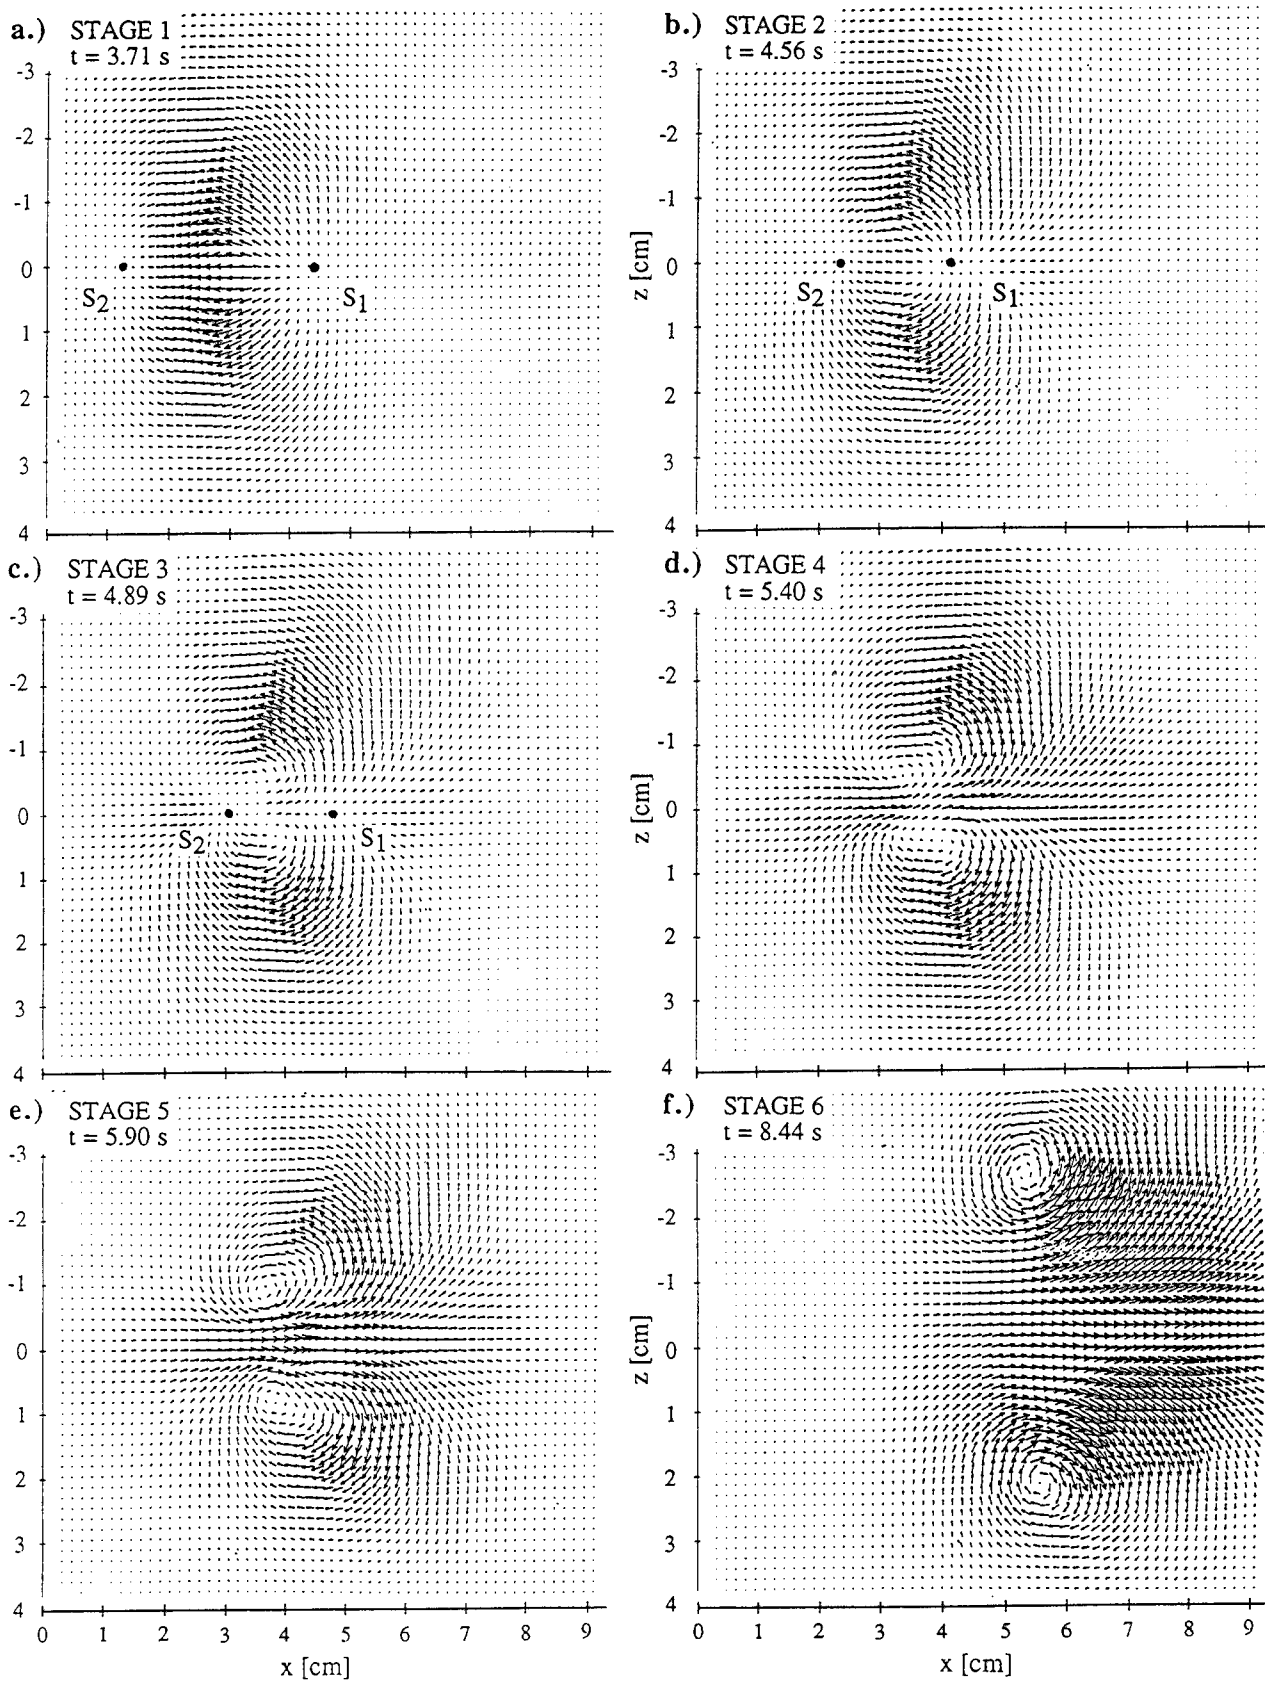 a.) STAGE 1
t = 3.71 s
-3
-2
-1
0
1
2
3
4
S2 S1
b.) STAGE 2
t = 4.56 s
-3
-2
-1
0
1
2
3
4
z [cm]
S2 S1
c.) STAGE 3
t = 4.89 s
-3
-2
-1
0
1
2
3
4
S2 S1
d.) STAGE 4
t = 5.40 s
-3
-2
-1
0
1
2
3
4
z [cm]
e.) STAGE 5
t = 5.90 s
-3
-2
-1
0
1
2
3
4
0 1 2 3 4 5 6 7 8 9
x [cm]
f.) STAGE 6
t = 8.44 s
-3
-2
-1
0
1
2
3
4
z [cm]
0 1 2 3 4 5 6 7 8 9
x [cm]